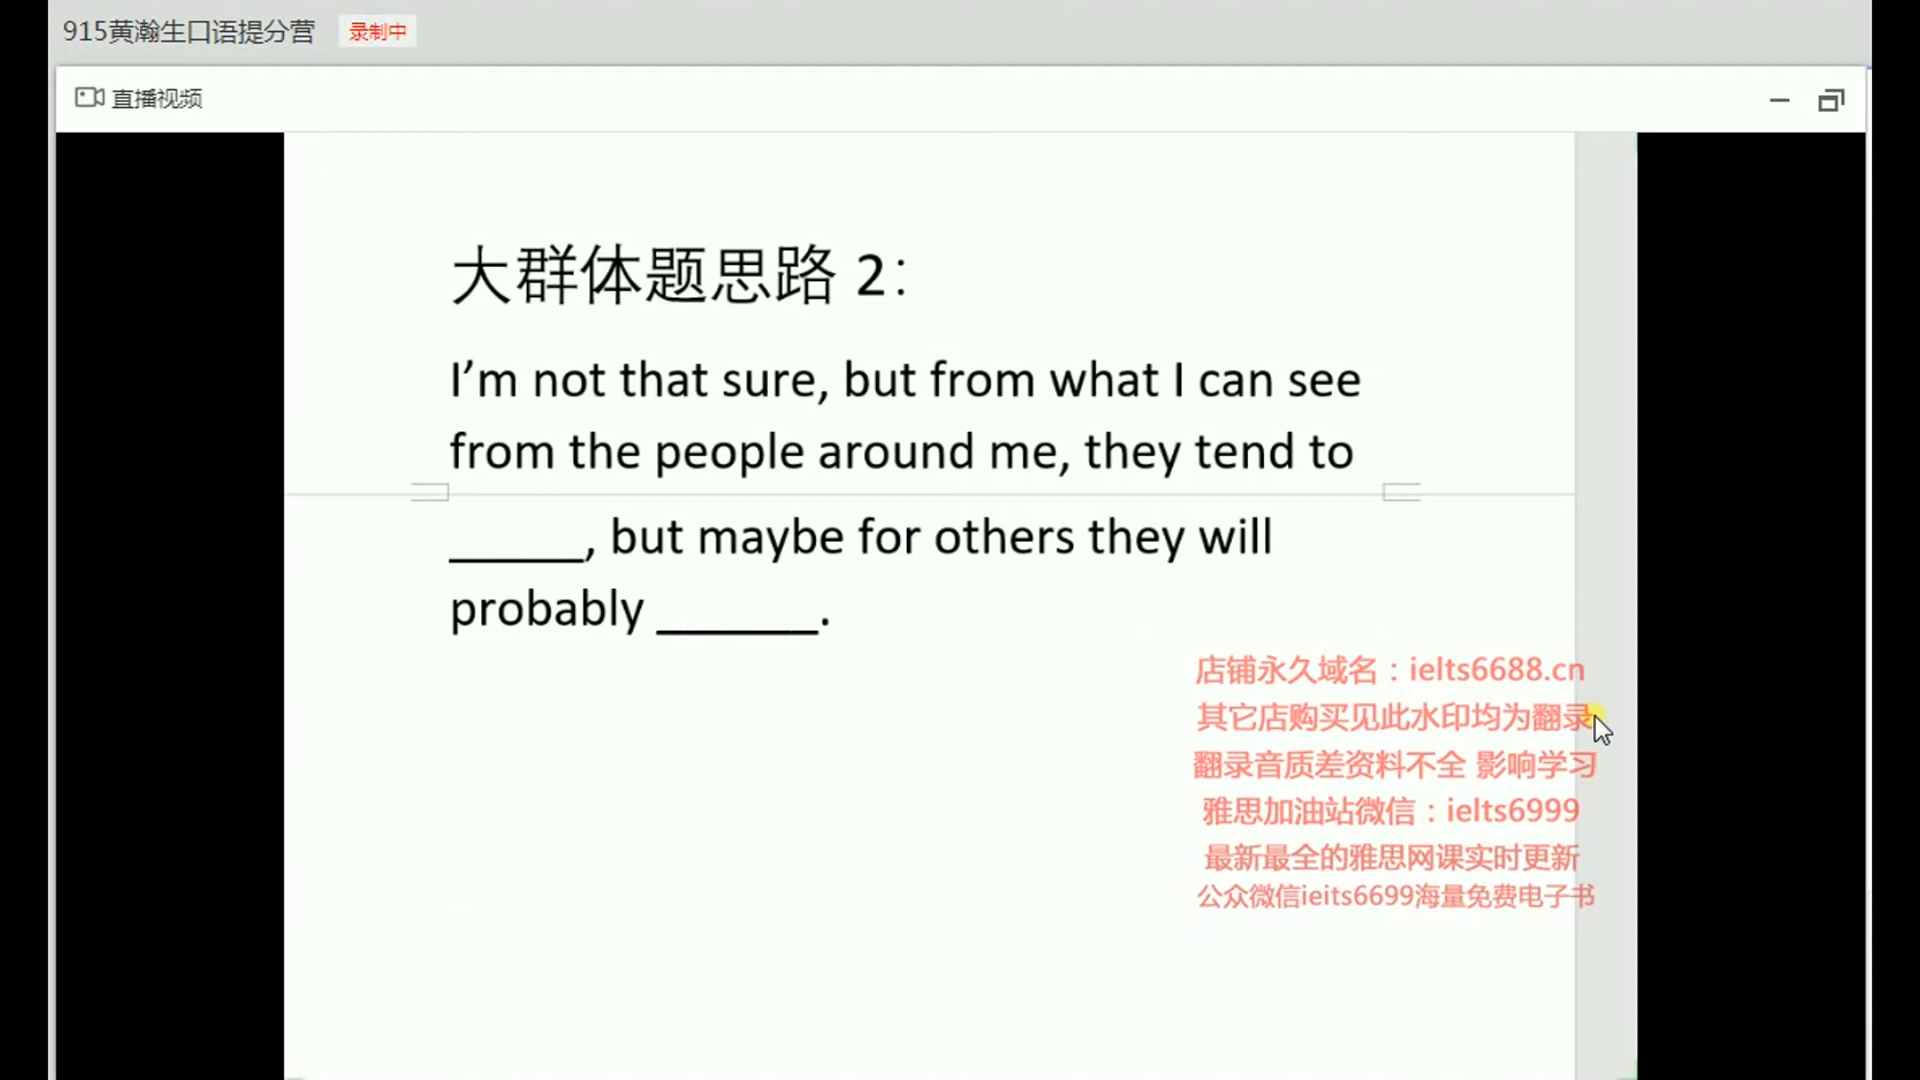 915黄瀚生口语提分营 录制中
直播视频
大群体题思路 2：
I’m not that sure, but from what I can see
from the people around me, they tend to
_____, but maybe for others they will
probably ______.
店铺永久域名：ielts6688.cn
其它店购买见此水印均为翻录
翻录音质差资料不全 影响学习
雅思加油站微信：ielts6999
最新最全的雅思网课实时更新
公众微信ieits6699海量免费电子书